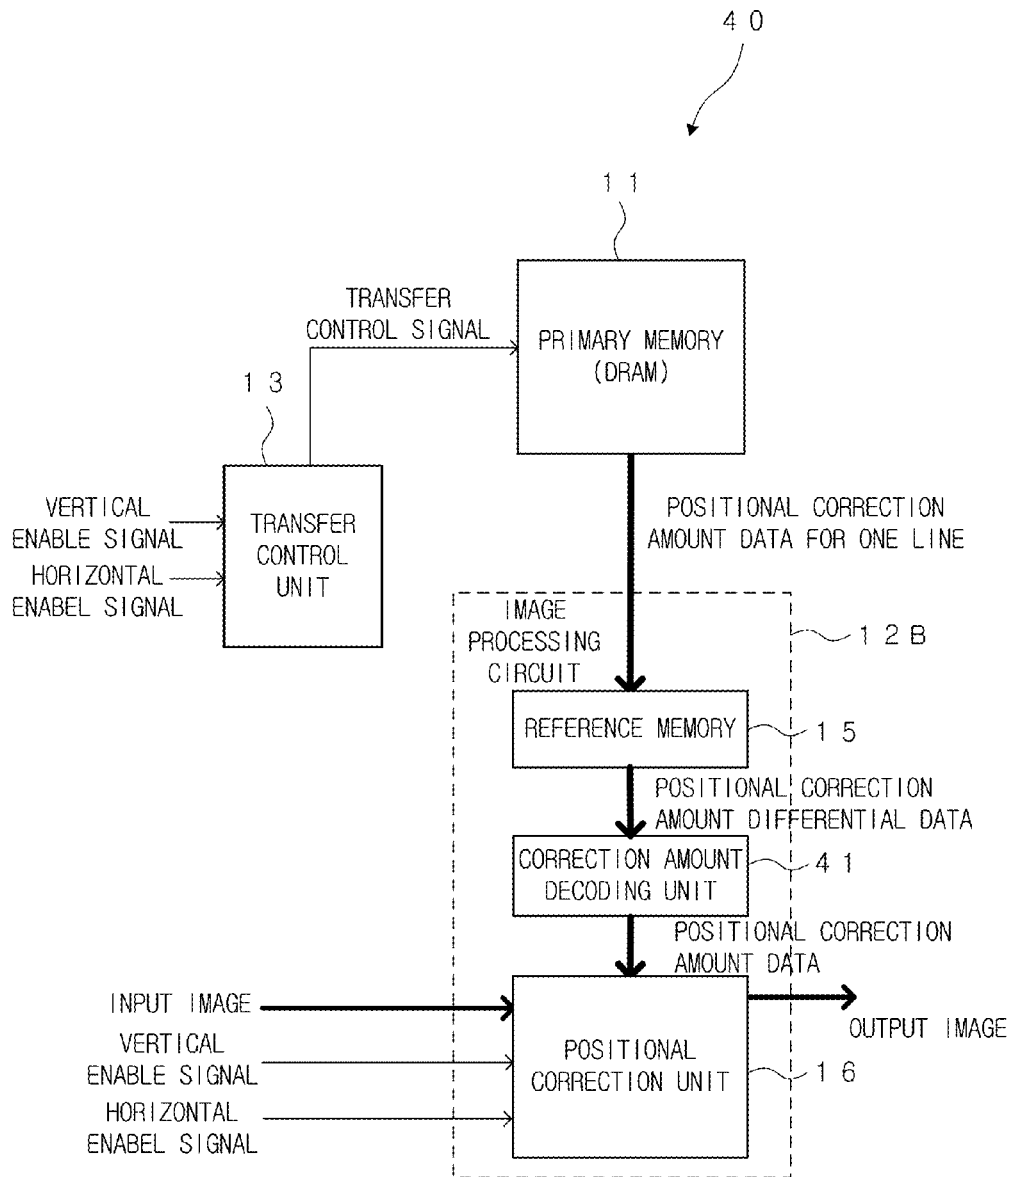 40
11
TRANSFER
CONTROL SIGNAL
PRIMARY MEMORY
(DRAM)
13
VERTICAL
ENABLE SIGNAL
HORIZONTAL
ENABEL SIGNAL
TRANSFER
CONTROL
UNIT
POSITIONAL CORRECTION
AMOUNT DATA FOR ONE LINE
IMAGE
PROCESSING
CIRCUIT
12B
REFERENCE MEMORY
15
POSITIONAL CORRECTION
AMOUNT DIFFERENTIAL DATA
CORRECTION AMOUNT
DECODING UNIT
41
POSITIONAL CORRECTION
AMOUNT DATA
INPUT IMAGE
VERTICAL
ENABLE SIGNAL
HORIZONTAL
ENABEL SIGNAL
POSITIONAL
CORRECTION UNIT
OUTPUT IMAGE
16